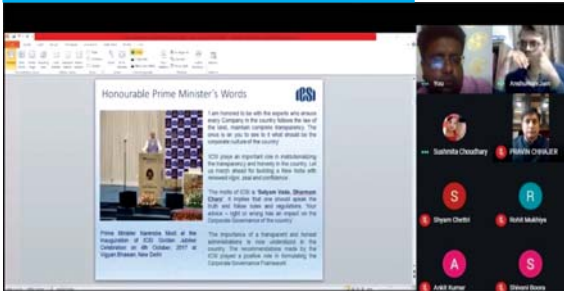 Honourable Prime Minister's Words
ICSI
"I am honored to be with the experts who ensure
every Company in the country follows the law of
the land, maintain complete transparency. The
onus is on you to see to it what should be the
corporate culture of the country"
ICSI plays an important role in institutionalizing
the transparency and honesty in the country. Let
us march ahead for building a New India with
renewed vigor, zeal and confidence
"The motto of ICSI is 'Satyam Vada, Dharmam
Chara'. It implies that one should speak the
truth and follow rules and regulations. Your
advice – right or wrong has an impact on the
Corporate Governance of the country"
"The importance of a transparent and honest
administrations is now understood in the
country. The recommendations made by the
ICSI played a positive role in formulating the
Corporate Governance Framework
Prime Minister Narendra Modi at the
inauguration of ICSI Golden Jubilee
Celebration on 4th October, 2017 at
Vigyan Bhawan, New Delhi
You
Anshuman Jain
Sushmita Choudhary
PRAVIN CHHAJER
S
R
Shyam Chettri
Rohit Mukhiya
A
S
Ankit Kumar
Shivani Boora